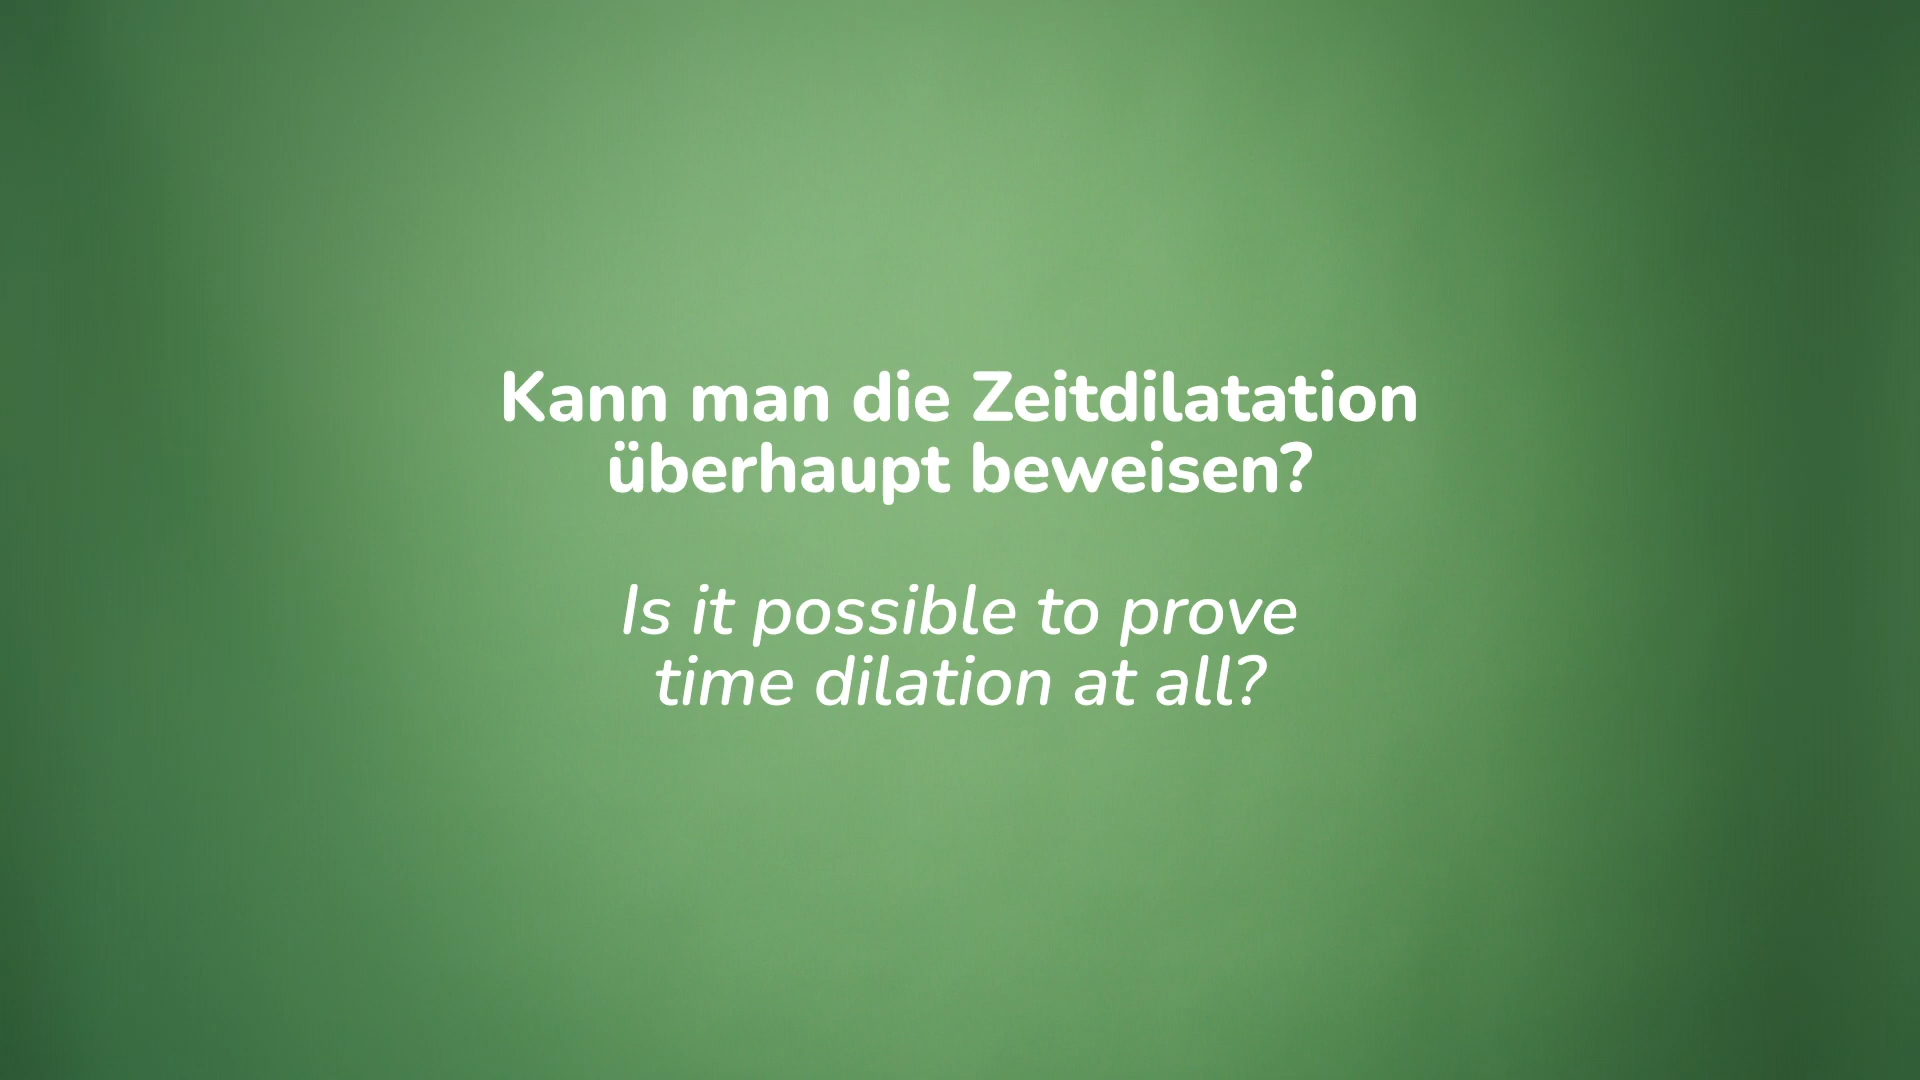 Kann man die Zeitdilatation
überhaupt beweisen?
Is it possible to prove
time dilation at all?